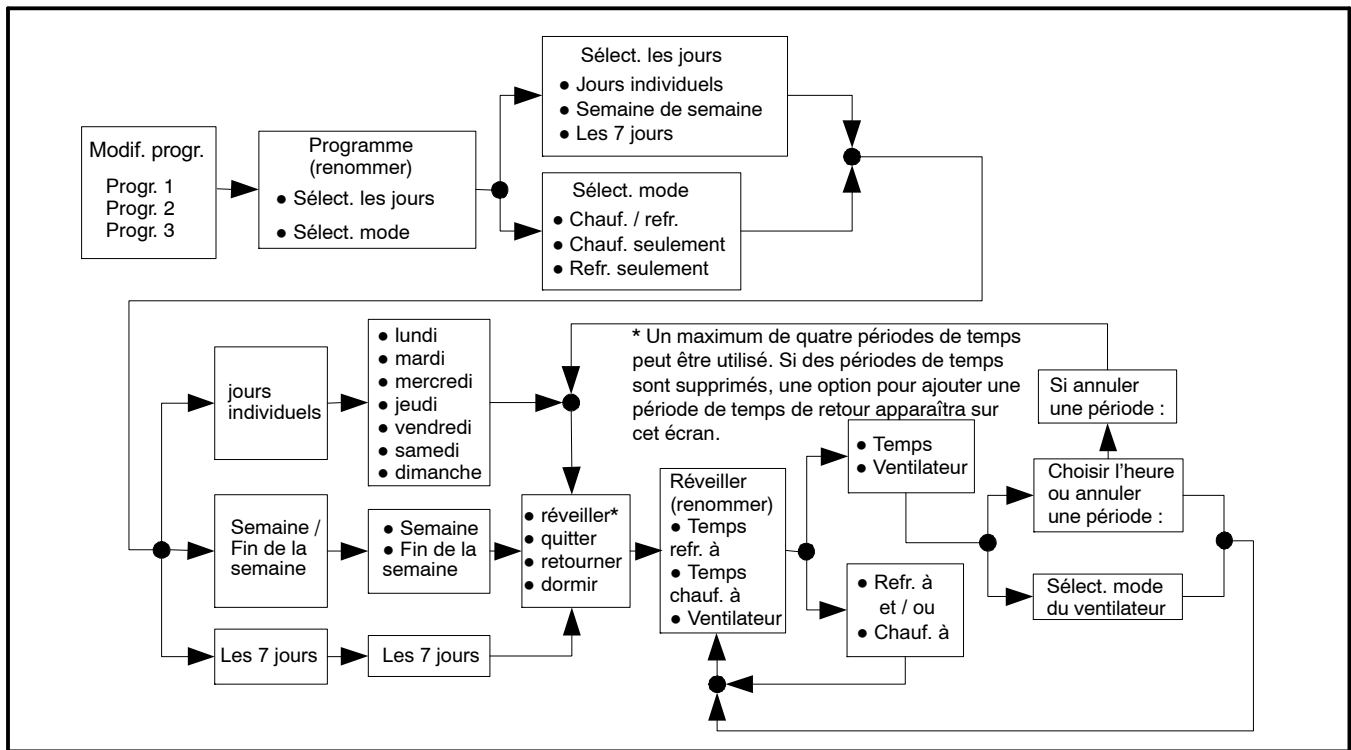 Modif. progr.
Progr. 1
Progr. 2
Progr. 3
Programme
(renommer)
● Sélect. les jours
● Sélect. mode
Sélect. les jours
● Jours individuels
● Semaine de semaine
● Les 7 jours
Sélect. mode
● Chauf. / refr.
● Chauf. seulement
● Refr. seulement
jours
individuels
● lundi
● mardi
● mercredi
● jeudi
● vendredi
● samedi
● dimanche
* Un maximum de quatre périodes de temps
peut être utilisé. Si des périodes de temps
sont supprimés, une option pour ajouter une
période de temps de retour apparaîtra sur
cet écran.
Si annuler
une période :
Semaine /
Fin de la
semaine
● Semaine
● Fin de la
semaine
● réveiller*
● quitter
● retourner
● dormir
Réveiller
(renommer)
● Temps
refr. à
● Temps
chauf. à
● Ventilateur
● Temps
● Ventilateur
Choisir l’heure
ou annuler
une période :
● Refr. à
et / ou
● Chauf. à
Sélect. mode
du ventilateur
Les 7 jours
Les 7 jours